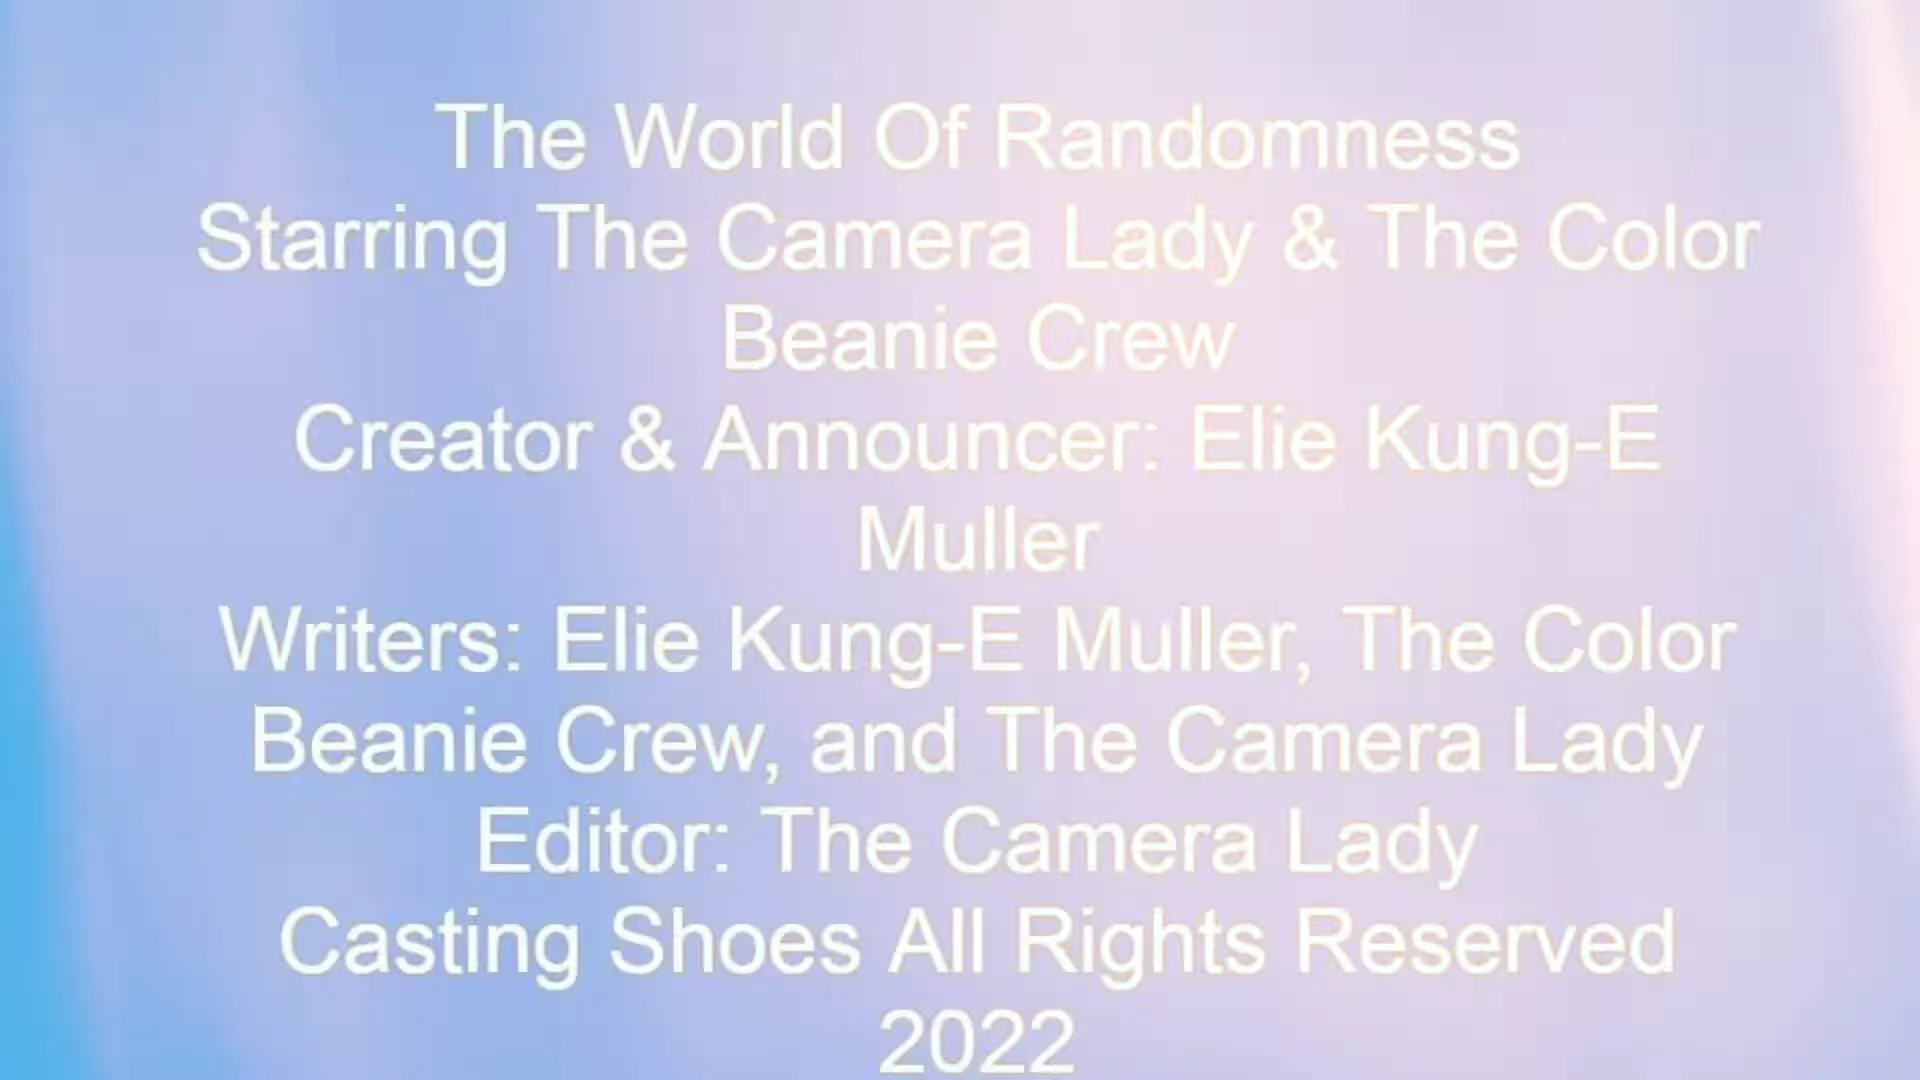 The World Of Randomness
Starring The Camera Lady & The Color
Beanie Crew
Creator & Announcer: Elie Kung-E
Muller
Writers: Elie Kung-E Muller, The Color
Beanie Crew, and The Camera Lady
Editor: The Camera Lady
Casting Shoes All Rights Reserved
2022